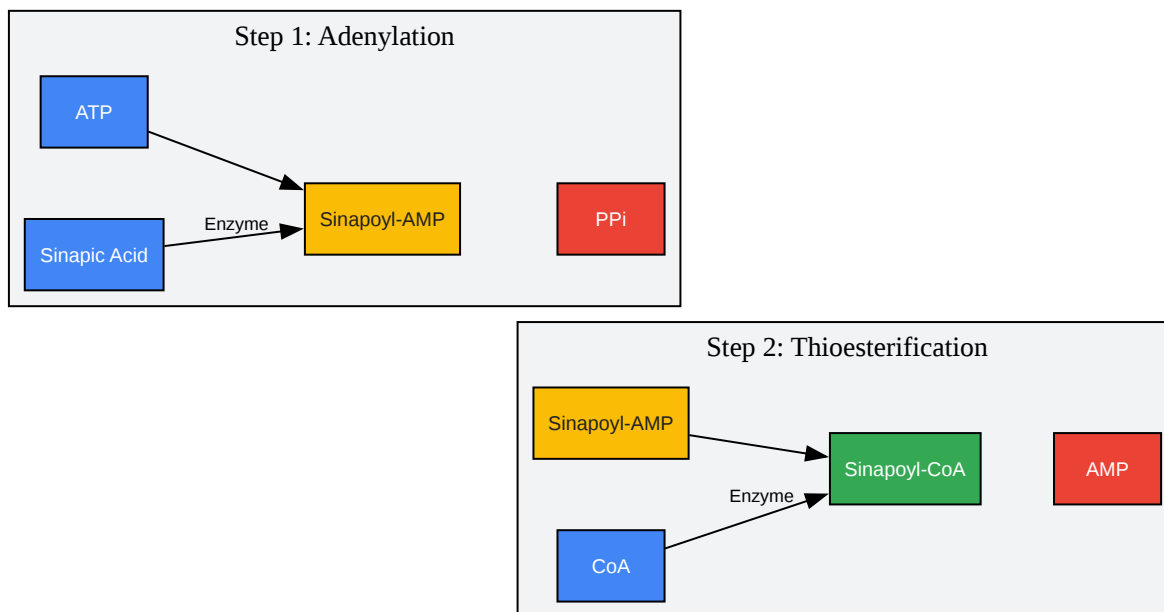 Step 1: Adenylation
ATP
Sinapic Acid
Enzyme
Sinapoyl-AMP
PPi
Step 2: Thioesterification
Sinapoyl-AMP
CoA
Enzyme
Sinapoyl-CoA
AMP